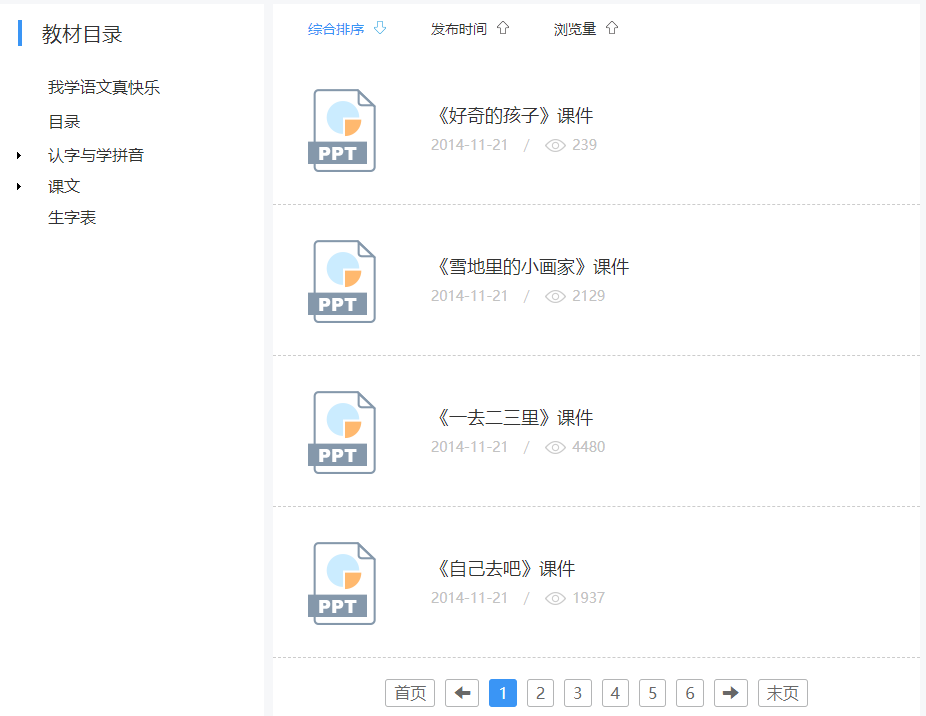 教材目录
我学语文真快乐
目录
认字与学拼音
课文
生字表
综合排序 发布时间 浏览量
《好奇的孩子》课件
2014-11-21 / 239
PPT
《雪地里的小画家》课件
2014-11-21 / 2129
PPT
《一去二三里》课件
2014-11-21 / 4480
PPT
《自己去吧》课件
2014-11-21 / 1937
PPT
首页 1 2 3 4 5 6 末页